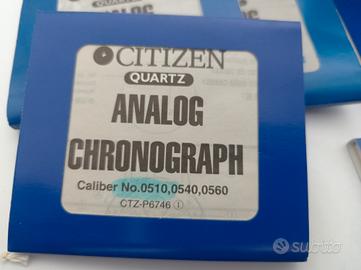 CITIZEN
QUARTZ
ANALOG
CHRONOGRAPH
Caliber No.0510,0540,0560
CTZ-P6746 Ⓘ
subito